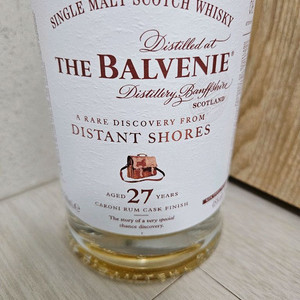 SINGLE MALT SCOTCH WHISKY
Distilled at
THE BALVENIE®
Distillery, Banffshire
SCOTLAND
A RARE DISCOVERY FROM
DISTANT SHORES
AGED 27 YEARS
CARONI RUM CASK FINISH
The story of a very special
chance discovery.